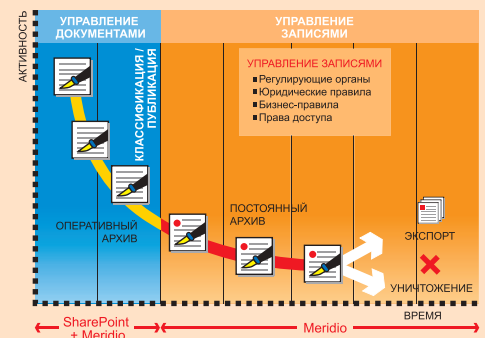 АКТИВНОСТЬ
УПРАВЛЕНИЕ
ДОКУМЕНТАМИ
УПРАВЛЕНИЕ
ЗАПИСЯМИ
КЛАССИФИКАЦИЯ /
ПУБЛИКАЦИЯ
УПРАВЛЕНИЕ ЗАПИСЯМИ
Регулирующие органы
Юридические правила
Бизнес-правила
Права доступа
ОПЕРАТИВНЫЙ
АРХИВ
ПОСТОЯННЫЙ
АРХИВ
ЭКСПОРТ
УНИЧТОЖЕНИЕ
ВРЕМЯ
SharePoint
+ Meridio
Meridio